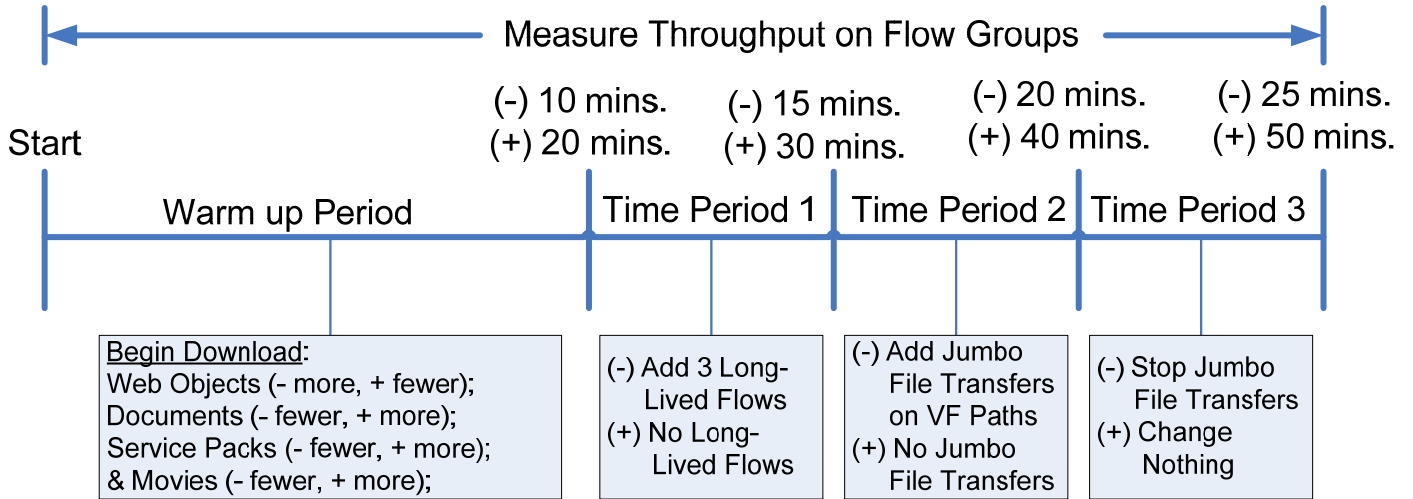 Measure Throughput on Flow Groups
Start
(-) 10 mins.
(+) 20 mins.
(-) 15 mins.
(+) 30 mins.
(-) 20 mins.
(+) 40 mins.
(-) 25 mins.
(+) 50 mins.
Warm up Period
Time Period 1
Time Period 2
Time Period 3
Begin Download:
Web Objects (- more, + fewer);
Documents (- fewer, + more);
Service Packs (- fewer, + more);
& Movies (- fewer, + more);
(-) Add 3 Long-
Lived Flows
(+) No Long-
Lived Flows
(-) Add Jumbo
File Transfers
on VF Paths
(+) No Jumbo
File Transfers
(-) Stop Jumbo
File Transfers
(+) Change
Nothing